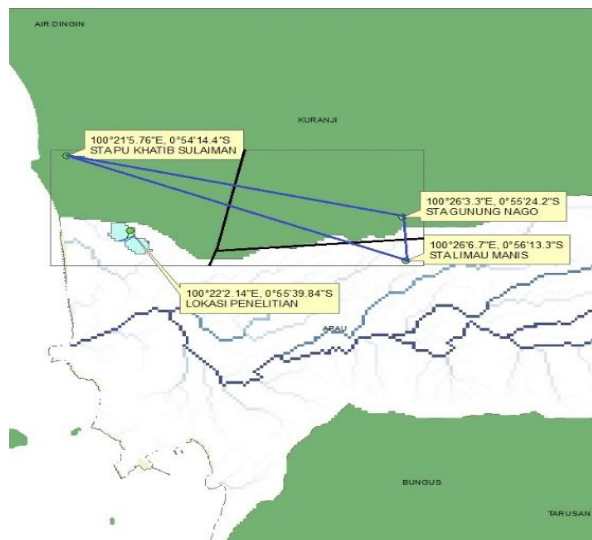 AIR DINGIN
KURANJI
100°21'5.76"E, 0°54'14.4"S
STA PU KHATIB SULAIMAN
100°26'3.3"E, 0°55'24.2"S
STA GUNUNG NAGO
100°26'6.7"E, 0°56'13.3"S
STA LIMAU MANIS
100°22'2.14"E, 0°55'39.84"S
LOKASI PENELITIAN
ARAU
BUNGUS
TARUSAN